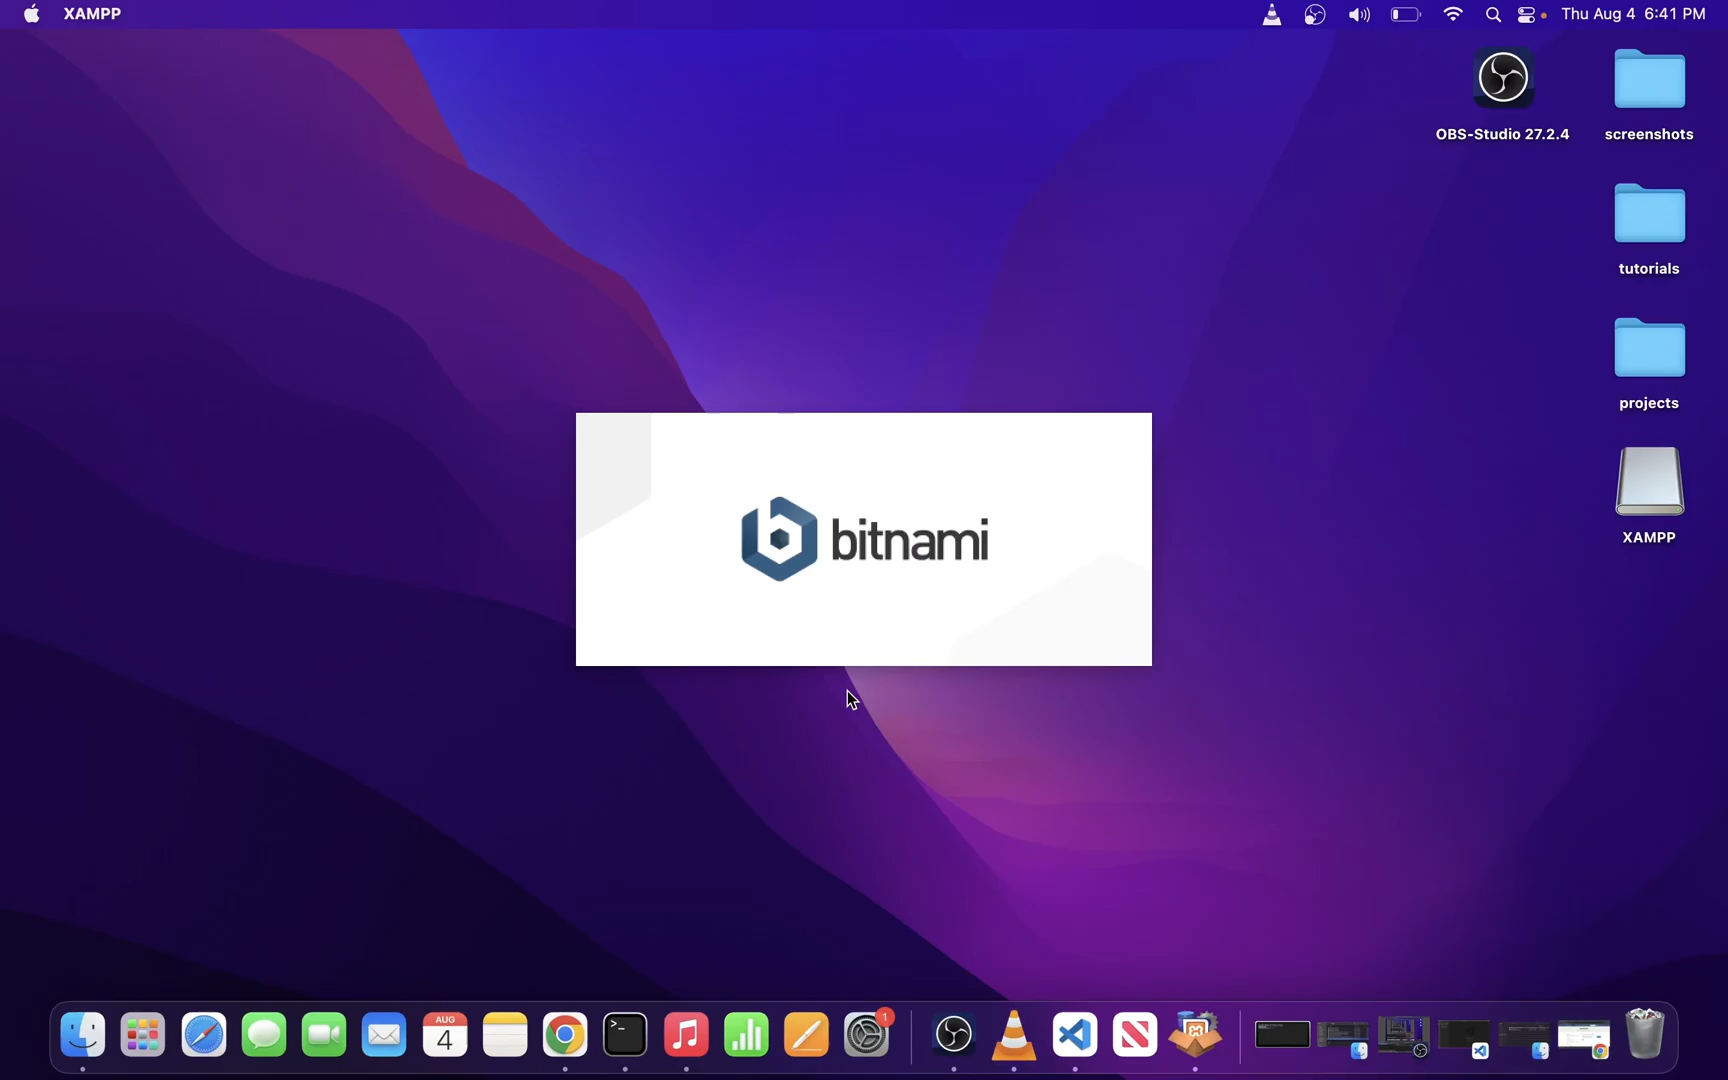 XAMPP
Thu Aug 4 6:41 PM
OBS-Studio 27.2.4
screenshots
tutorials
projects
XAMPP
bitnami
AUG
4
>_
1